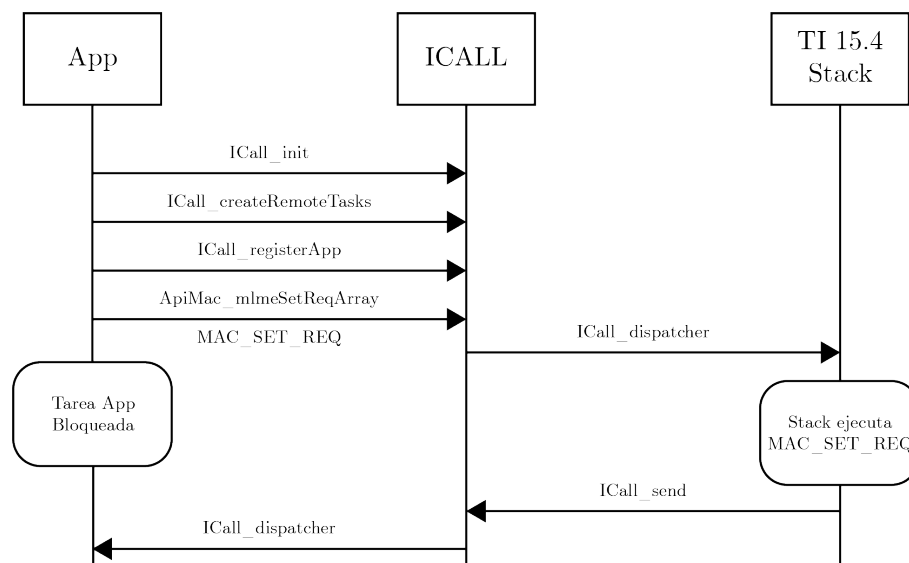 App
ICALL
TI 15.4
Stack
ICall_init
ICall_createRemoteTasks
ICall_registerApp
ApiMac_mlmeSetReqArray
MAC_SET_REQ
ICall_dispatcher
Tarea App
Bloqueada
Stack ejecuta
MAC_SET_REQ
ICall_send
ICall_dispatcher